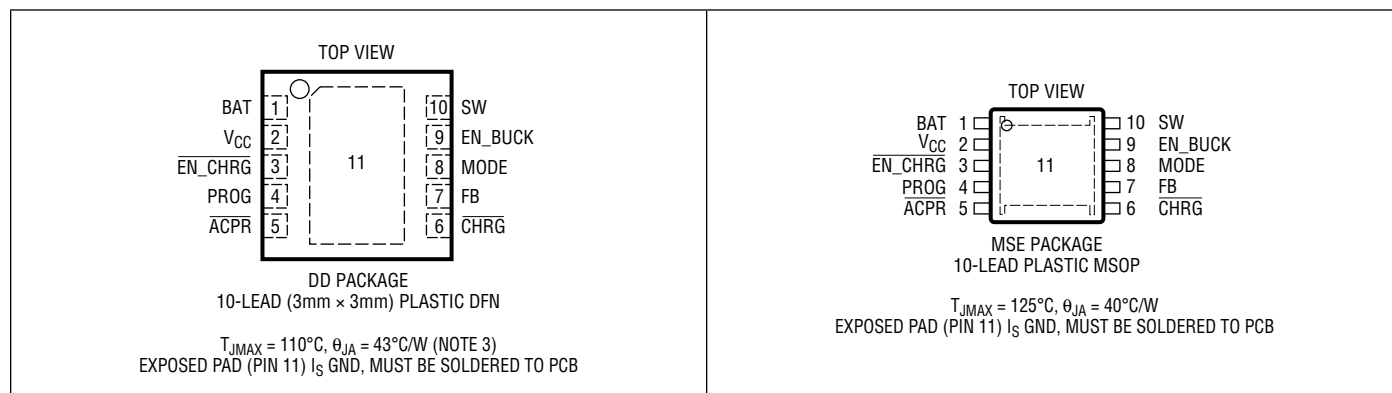 TOP VIEW
BAT 1
10 SW
VCC 2
9 EN_BUCK
EN_CHRG 3
11
8 MODE
PROG 4
7 FB
ACPR 5
6 CHRG
DD PACKAGE
10-LEAD (3mm × 3mm) PLASTIC DFN
TJMAX = 110°C, θJA = 43°C/W (NOTE 3)
EXPOSED PAD (PIN 11) IS GND, MUST BE SOLDERED TO PCB
TOP VIEW
BAT 1
10 SW
VCC 2
9 EN_BUCK
EN_CHRG 3
11
8 MODE
PROG 4
7 FB
ACPR 5
6 CHRG
MSE PACKAGE
10-LEAD PLASTIC MSOP
TJMAX = 125°C, θJA = 40°C/W
EXPOSED PAD (PIN 11) IS GND, MUST BE SOLDERED TO PCB